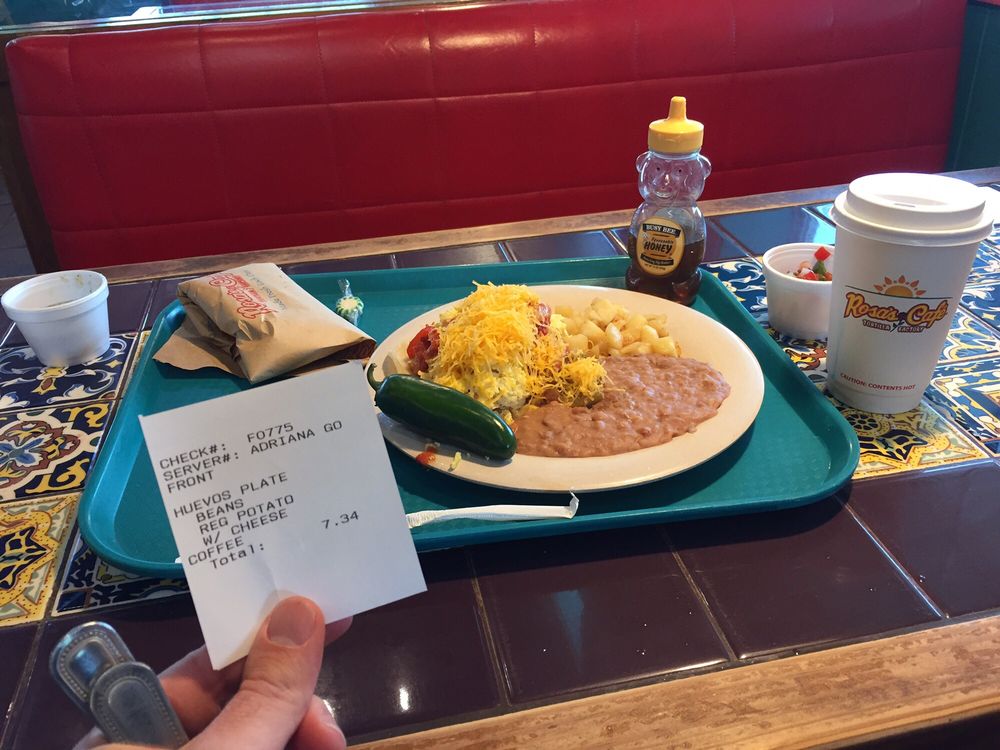 CHECK#: F0775
SERVER#: ADRIANA GO
FRONT
HUEVOS PLATE
BEANS
REG POTATO
W/ CHEESE
COFFEE
Total: 7.34
BUSY BEE
HONEY
Rosa's Café
TORTILLA FACTORY
CAUTION: CONTENTS HOT